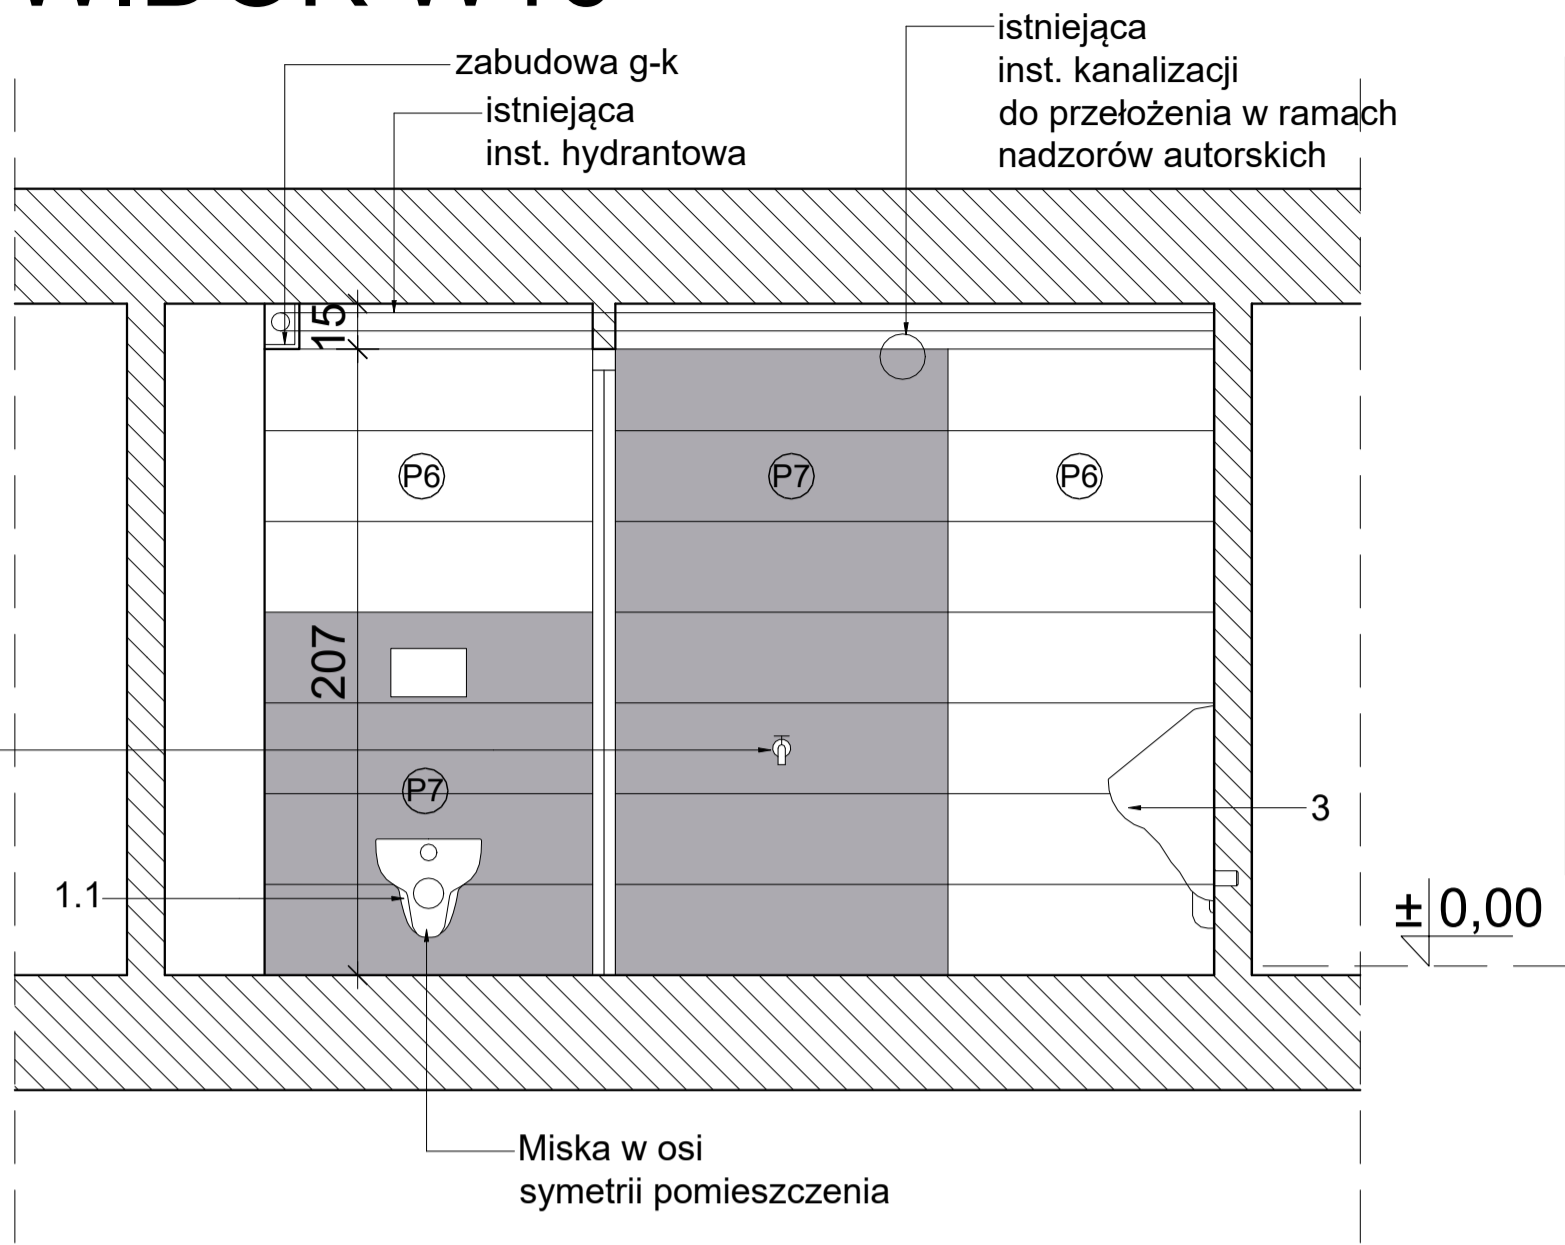 zabudowa g-k
istniejąca
inst. hydrantowa
istniejąca
inst. kanalizacji
do przełożenia w ramach
nadzorów autorskich
15
P6
P7
P6
207
P7
3
1.1
± 0,00
Miska w osi
symetrii pomieszczenia